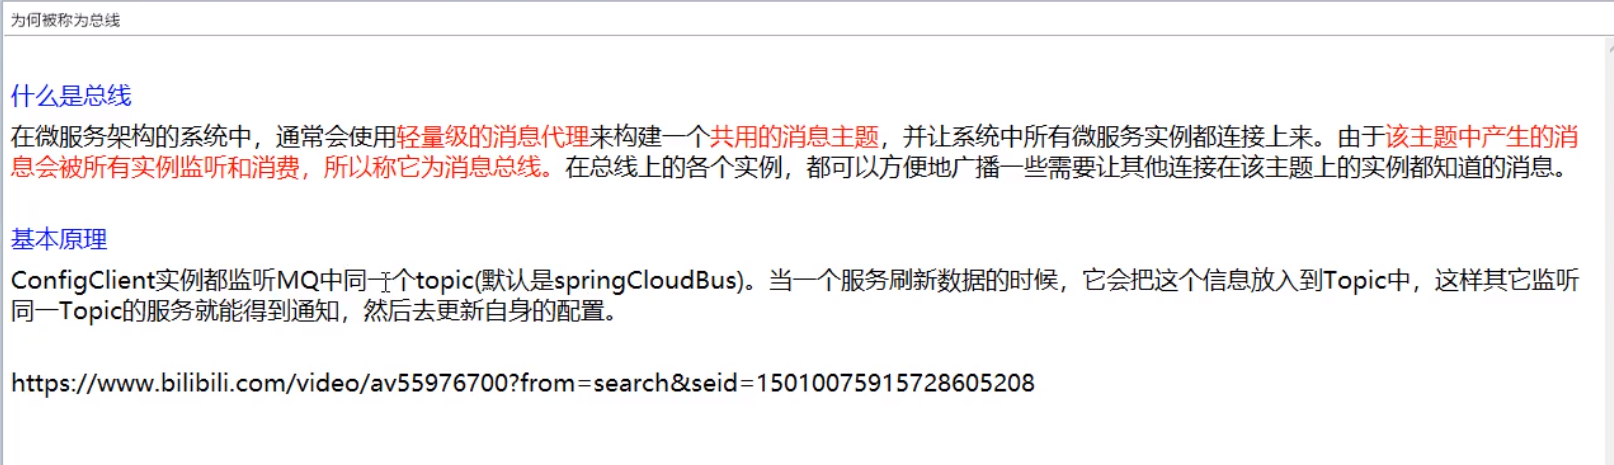 为何被称为总线
什么是总线
在微服务架构的系统中，通常会使用轻量级的消息代理来构建一个共用的消息主题，并让系统中所有微服务实例都连接上来。由于该主题中产生的消
息会被所有实例监听和消费，所以称它为消息总线。在总线上的各个实例，都可以方便地广播一些需要让其他连接在该主题上的实例都知道的消息。
基本原理
ConfigClient实例都监听MQ中同一个topic(默认是springCloudBus)。当一个服务刷新数据的时候，它会把这个信息放入到Topic中，这样其它监听
同一Topic的服务就能得到通知，然后去更新自身的配置。
https://www.bilibili.com/video/av55976700?from=search&seid=15010075915728605208